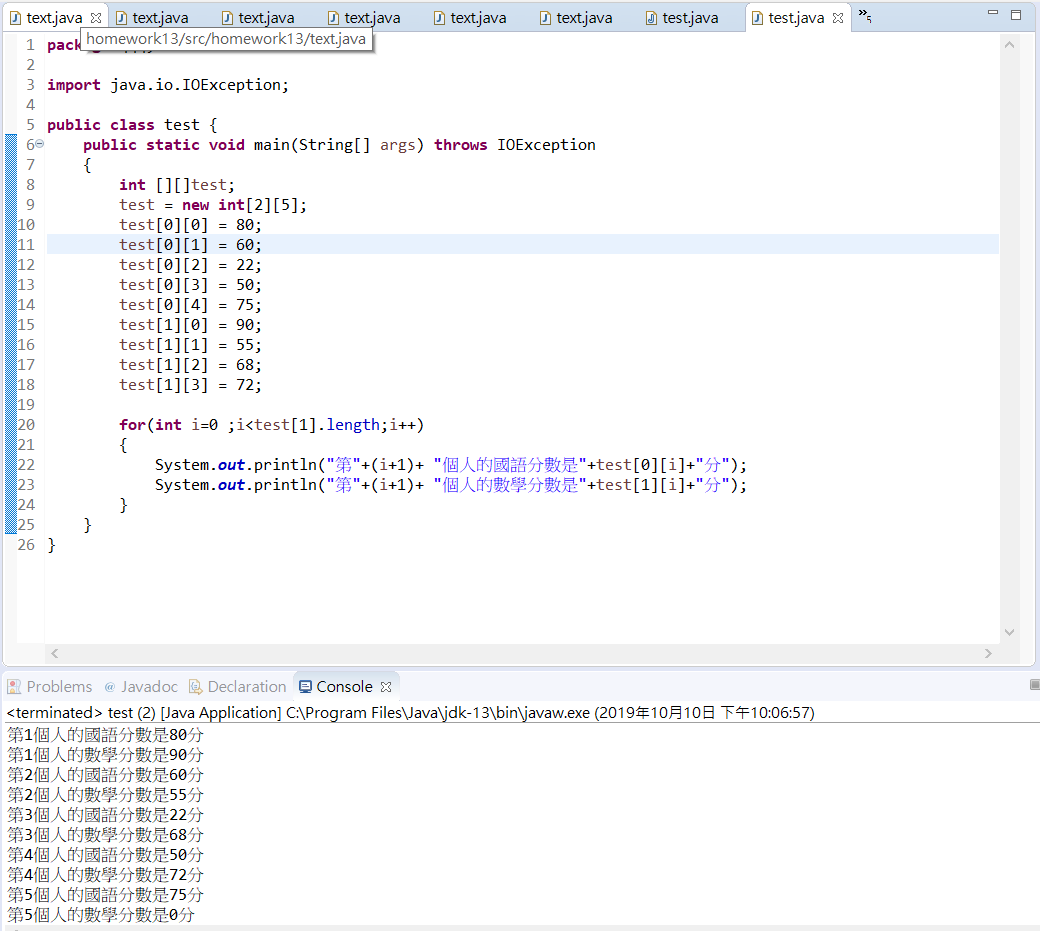 text.java text.java text.java text.java text.java text.java test.java test.java »5
homework13/src/homework13/text.java
1
2
3 import java.io.IOException;
4
5 public class test {
6 public static void main(String[] args) throws IOException
7 {
8 int [][]test;
9 test = new int[2][5];
10 test[0][0] = 80;
11 test[0][1] = 60;
12 test[0][2] = 22;
13 test[0][3] = 50;
14 test[0][4] = 75;
15 test[1][0] = 90;
16 test[1][1] = 55;
17 test[1][2] = 68;
18 test[1][3] = 72;
19
20 for(int i=0 ;i<test[1].length;i++)
21 {
22 System.out.println("第"+(i+1)+ "個人的國語分數是"+test[0][i]+"分");
23 System.out.println("第"+(i+1)+ "個人的數學分數是"+test[1][i]+"分");
24 }
25 }
26 }
Problems @ Javadoc Declaration Console
<terminated> test (2) [Java Application] C:\Program Files\Java\jdk-13\bin\javaw.exe (2019年10月10日 下午10:06:57)
第1個人的國語分數是80分
第1個人的數學分數是90分
第2個人的國語分數是60分
第2個人的數學分數是55分
第3個人的國語分數是22分
第3個人的數學分數是68分
第4個人的國語分數是50分
第4個人的數學分數是72分
第5個人的國語分數是75分
第5個人的數學分數是0分